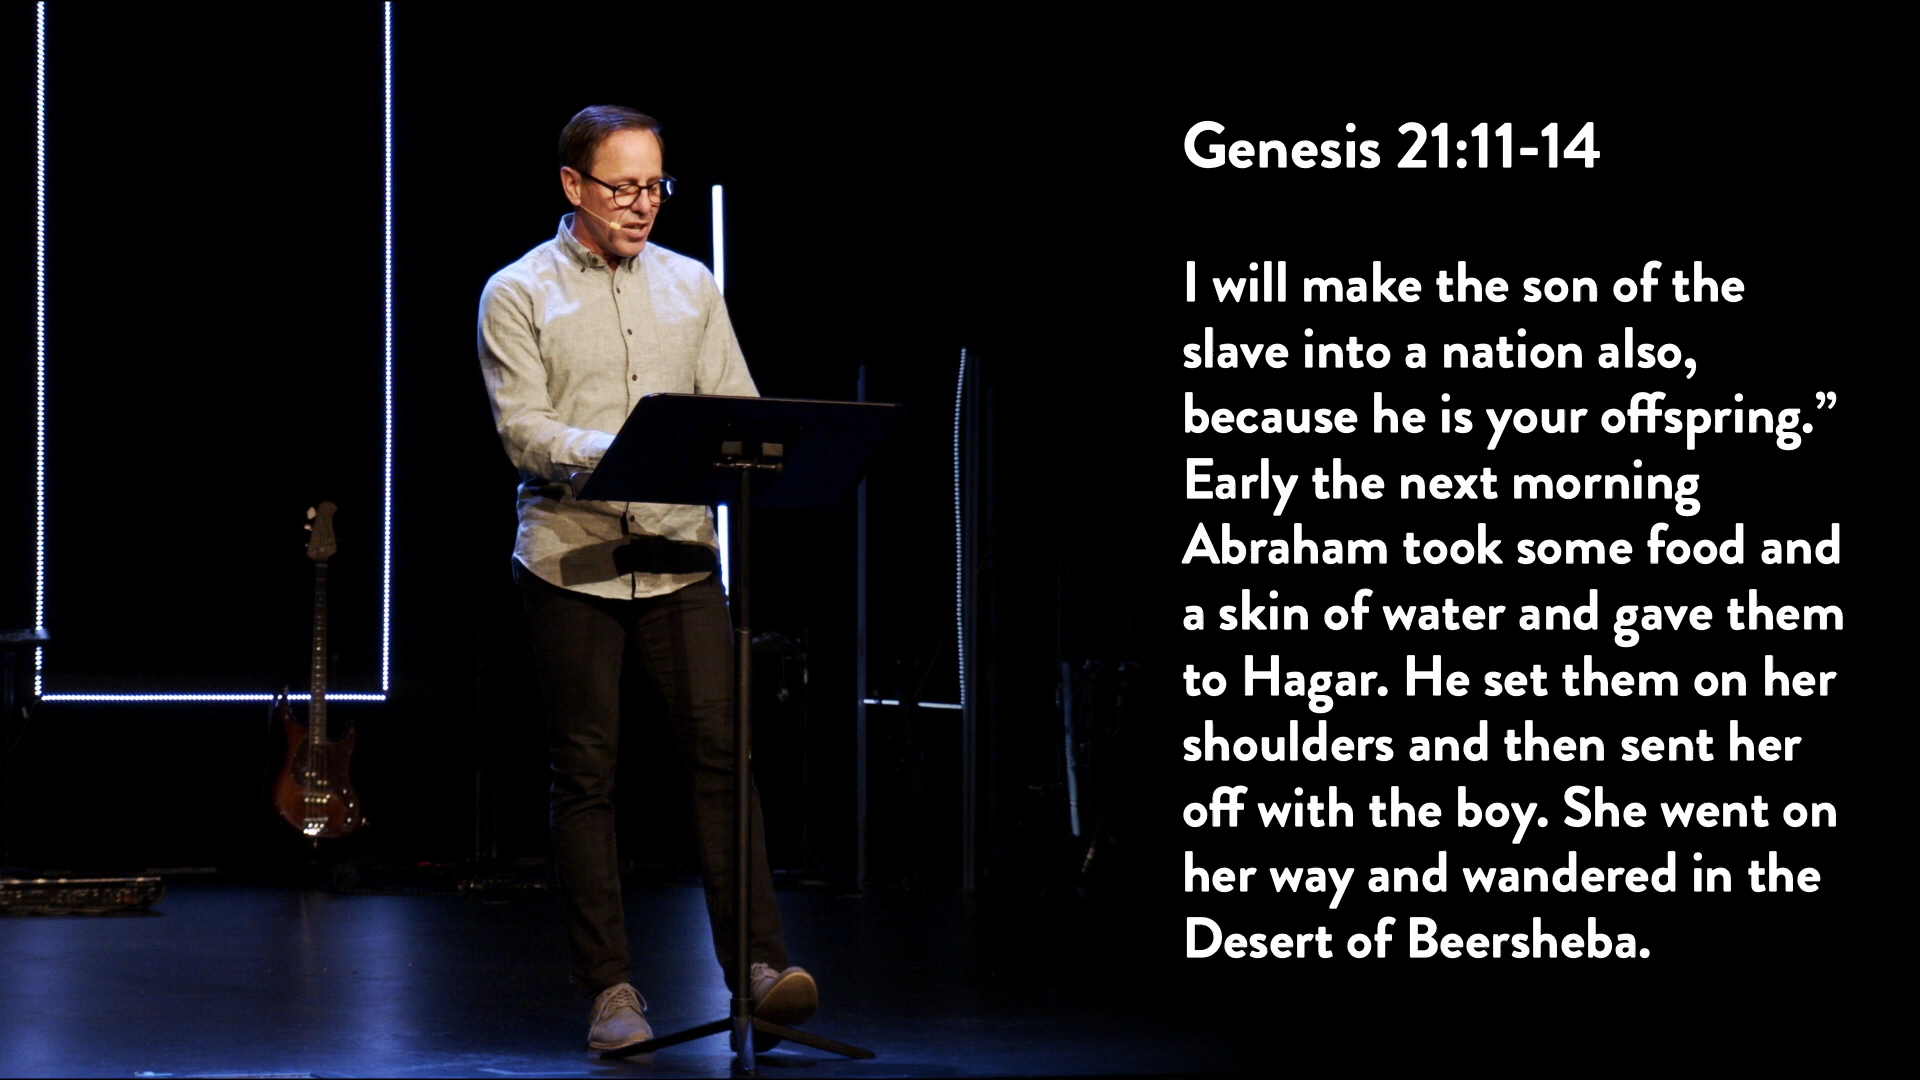 Genesis 21:11-14
I will make the son of the
slave into a nation also,
because he is your offspring.”
Early the next morning
Abraham took some food and
a skin of water and gave them
to Hagar. He set them on her
shoulders and then sent her
off with the boy. She went on
her way and wandered in the
Desert of Beersheba.